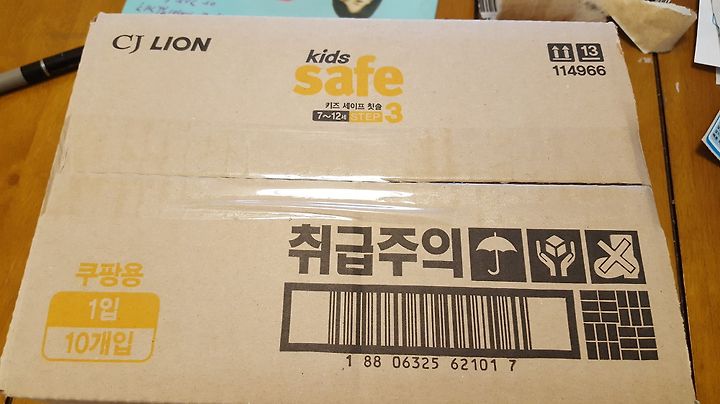 CJ LION
kids
safe
키즈 세이프 칫솔
7~12세 STEP 3
13
114966
취급주의
쿠팡용
1입
10개입
1 88 06325 62101 7